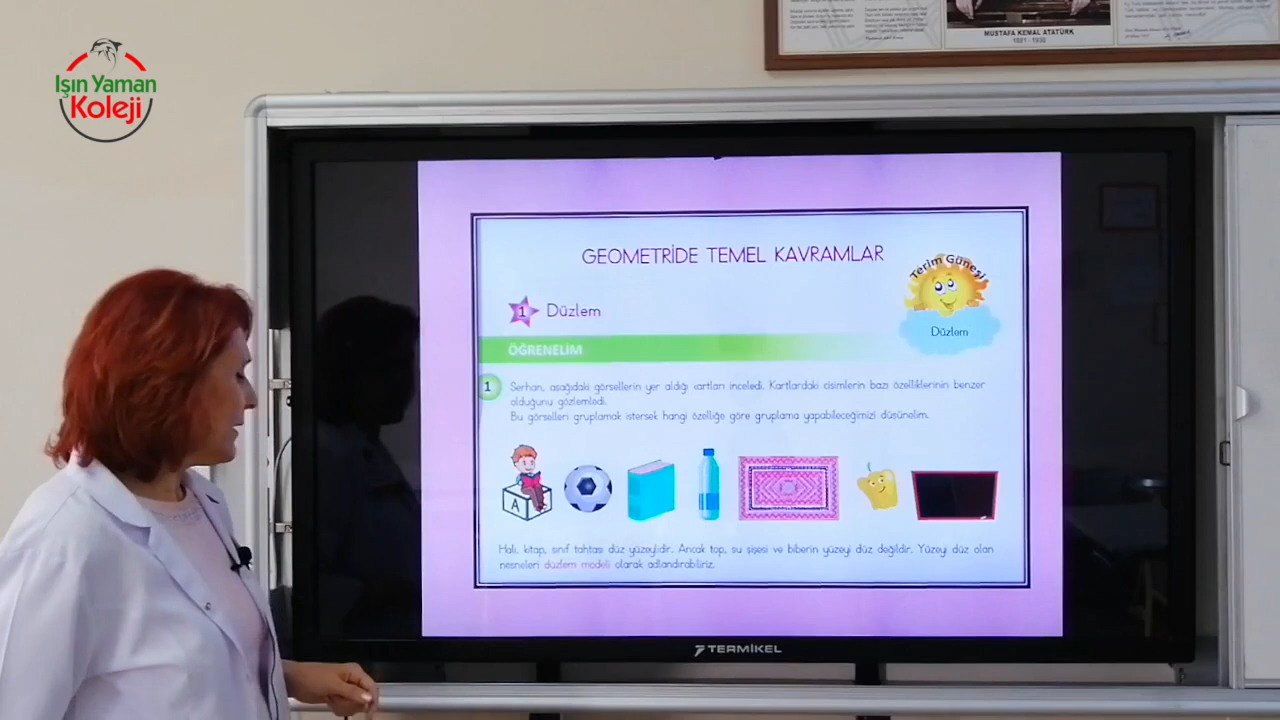 MUSTAFA KEMAL ATATÜRK
1881 - 1938
Işın Yaman
Koleji
GEOMETRİDE TEMEL KAVRAMLAR
Terim Güneşi
1 Düzlem
Düzlem
ÖĞRENELİM
1 Serhan, aşağıdaki görsellerin yer aldığı kartları inceledi. Kartlardaki cisimlerin bazı özelliklerinin benzer
olduğunu gözlemledi.
Bu görselleri gruplamak istersek hangi özelliğe göre gruplama yapabileceğimizi düşünelim.
A
Halı, kitap, sınıf tahtası düz yüzeylidir. Ancak top, su şişesi ve biberin yüzeyi düz değildir. Yüzeyi düz olan
nesneleri düzlem modeli olarak adlandırabiliriz.
TERMIKEL